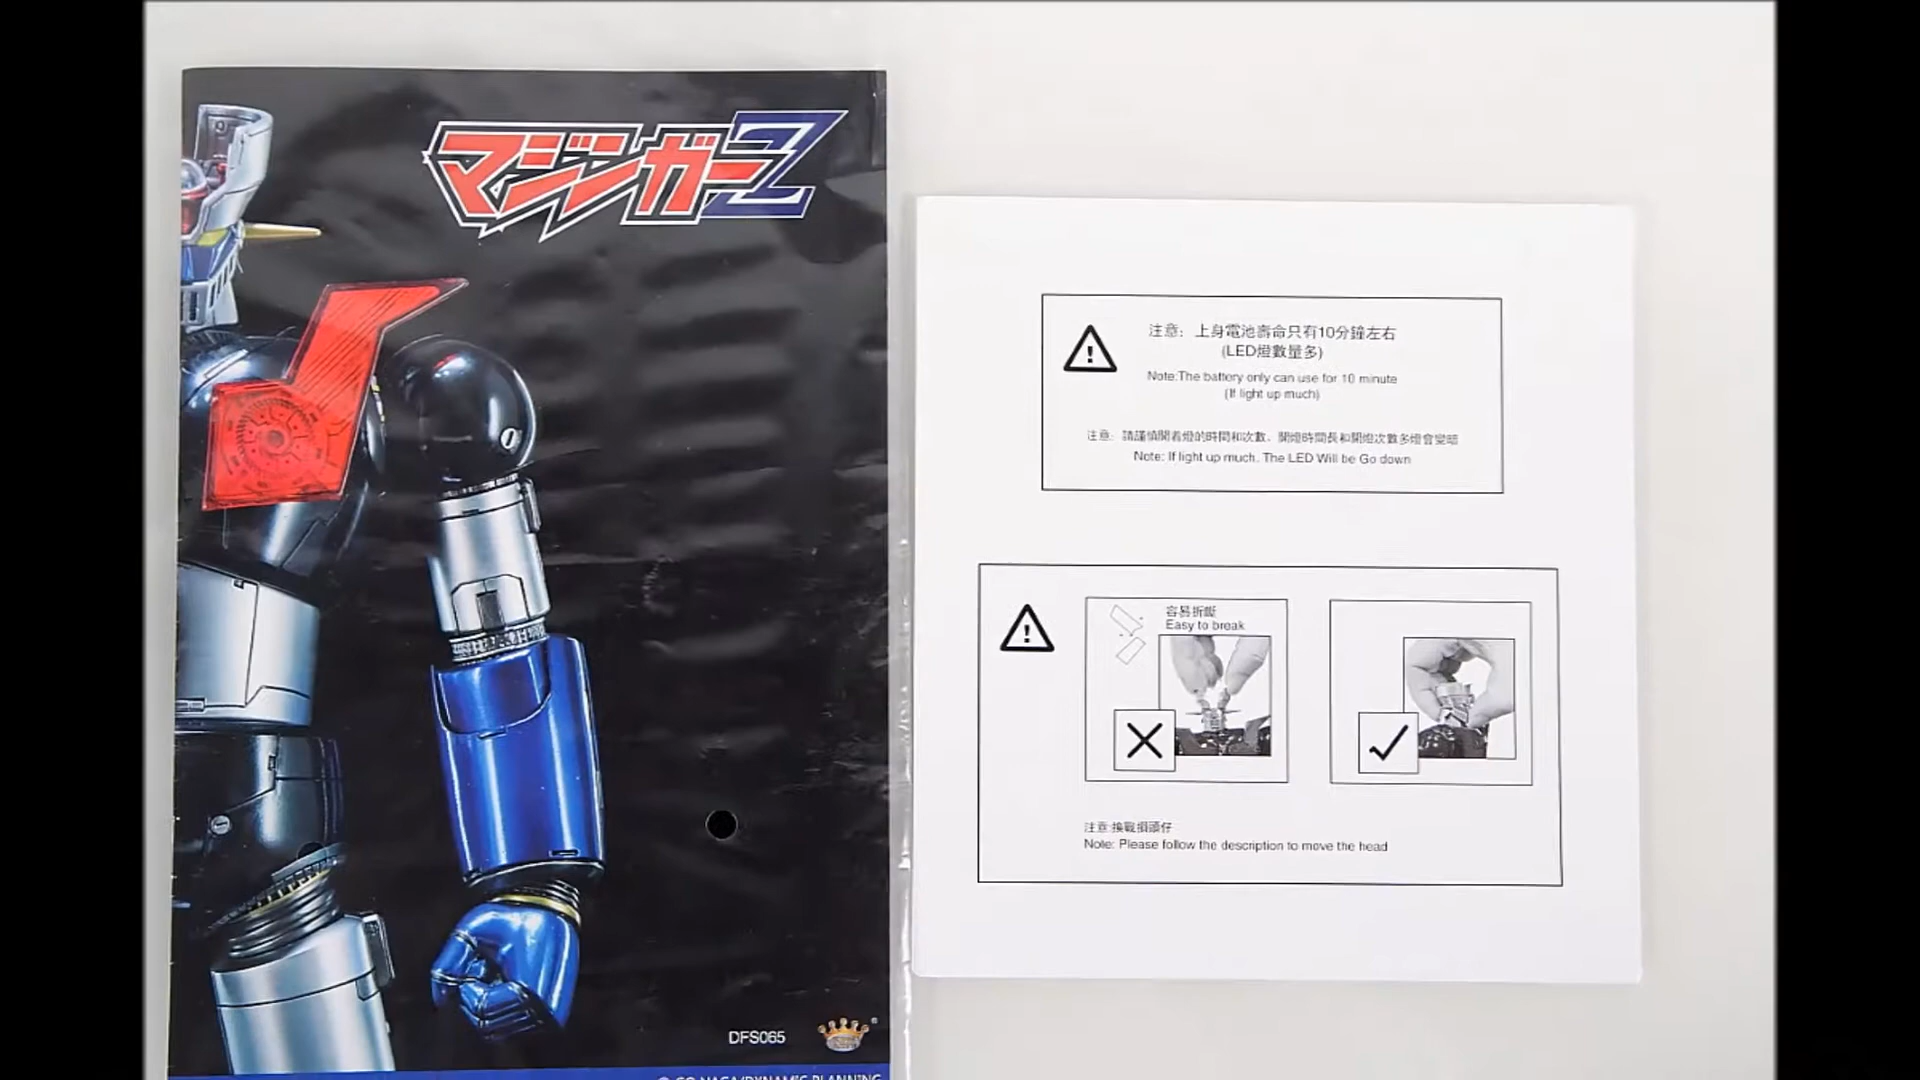 マジンガーZ
DFS065
© GO NAGAI/DYNAMIC PLANNING
注意: 上身電池壽命只有10分鐘左右
(LED燈數量多)
Note:The battery only can use for 10 minute
(If light up much)
注意: 請謹慎開着燈的時間和次數，開燈時間長和開燈次數多燈會變暗
Note: If light up much. The LED Will be Go down
容易折斷
Easy to break
注意:換戰損頭仔
Note: Please follow the description to move the head